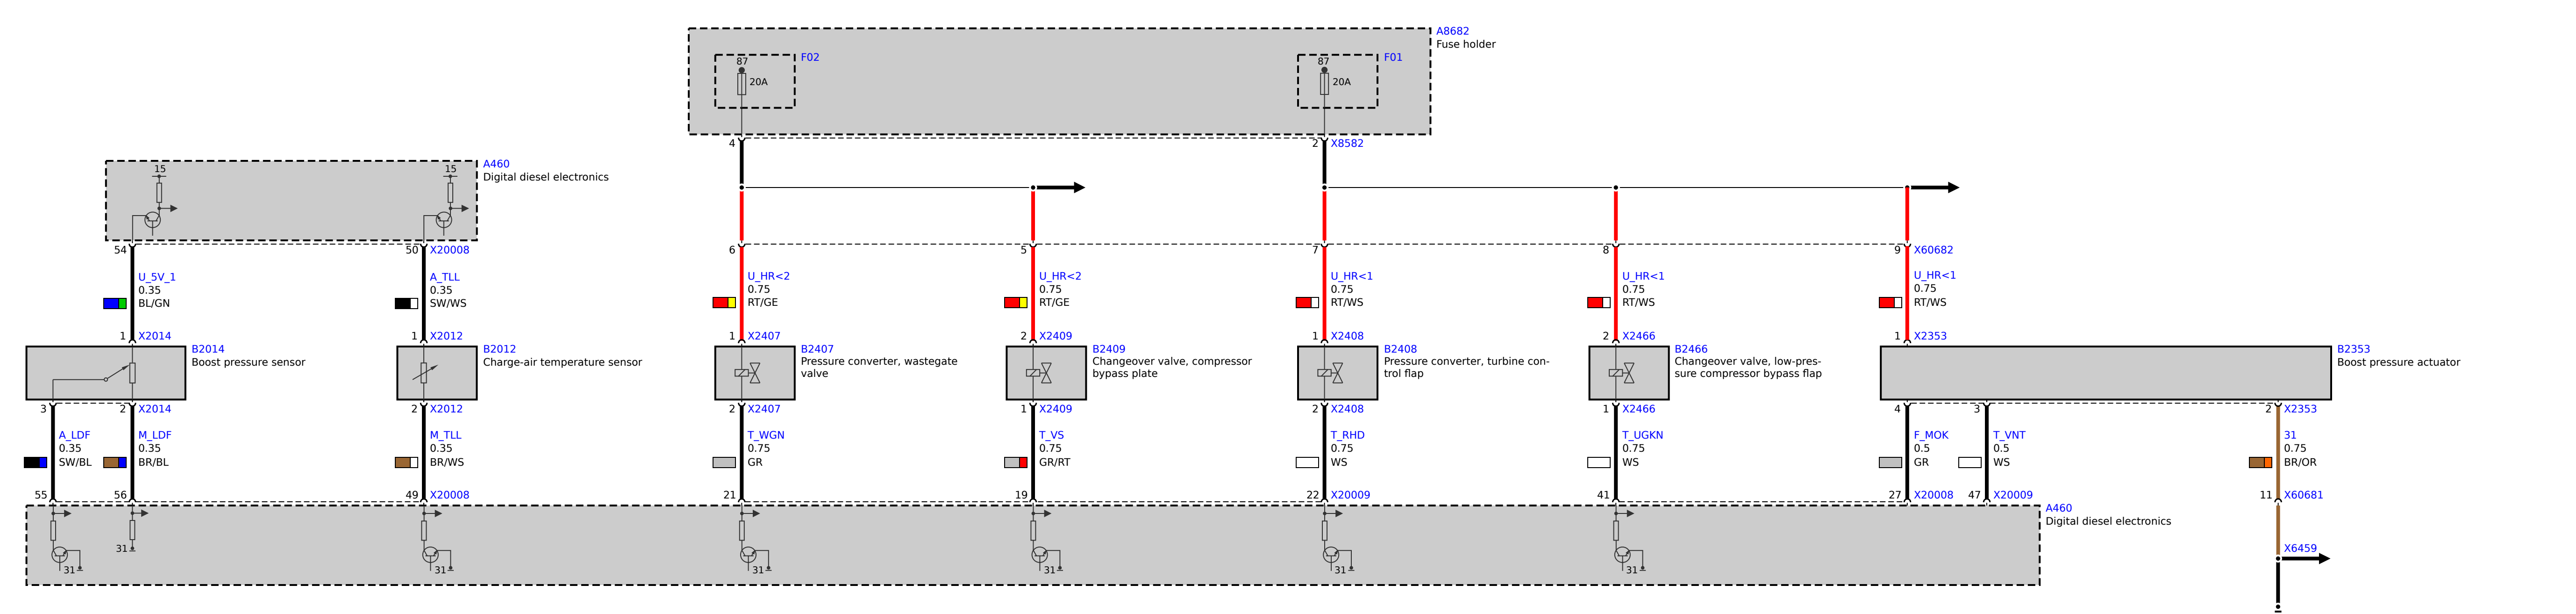 A8682
Fuse holder
F02
87
20A
F01
87
20A
4
2 X8582
A460
Digital diesel electronics
15
15
54
50 X20008
6
5
7
8
9 X60682
U_5V_1
0.35
BL/GN
A_TLL
0.35
SW/WS
U_HR<2
0.75
RT/GE
U_HR<2
0.75
RT/GE
U_HR<1
0.75
RT/WS
U_HR<1
0.75
RT/WS
U_HR<1
0.75
RT/WS
1 X2014
1 X2012
1 X2407
2 X2409
1 X2408
2 X2466
1 X2353
B2014
Boost pressure sensor
B2012
Charge-air temperature sensor
B2407
Pressure converter, wastegate
valve
B2409
Changeover valve, compressor
bypass plate
B2408
Pressure converter, turbine con-
trol flap
B2466
Changeover valve, low-pres-
sure compressor bypass flap
B2353
Boost pressure actuator
3
2 X2014
2 X2012
2 X2407
1 X2409
2 X2408
1 X2466
4
3
2 X2353
A_LDF
0.35
SW/BL
M_LDF
0.35
BR/BL
M_TLL
0.35
BR/WS
T_WGN
0.75
GR
T_VS
0.75
GR/RT
T_RHD
0.75
WS
T_UGKN
0.75
WS
F_MOK
0.5
GR
T_VNT
0.5
WS
31
0.75
BR/OR
55
56
49 X20008
21
19
22 X20009
41
27 X20008
47 X20009
11 X60681
A460
Digital diesel electronics
31
31
31
31
31
31
31
X6459